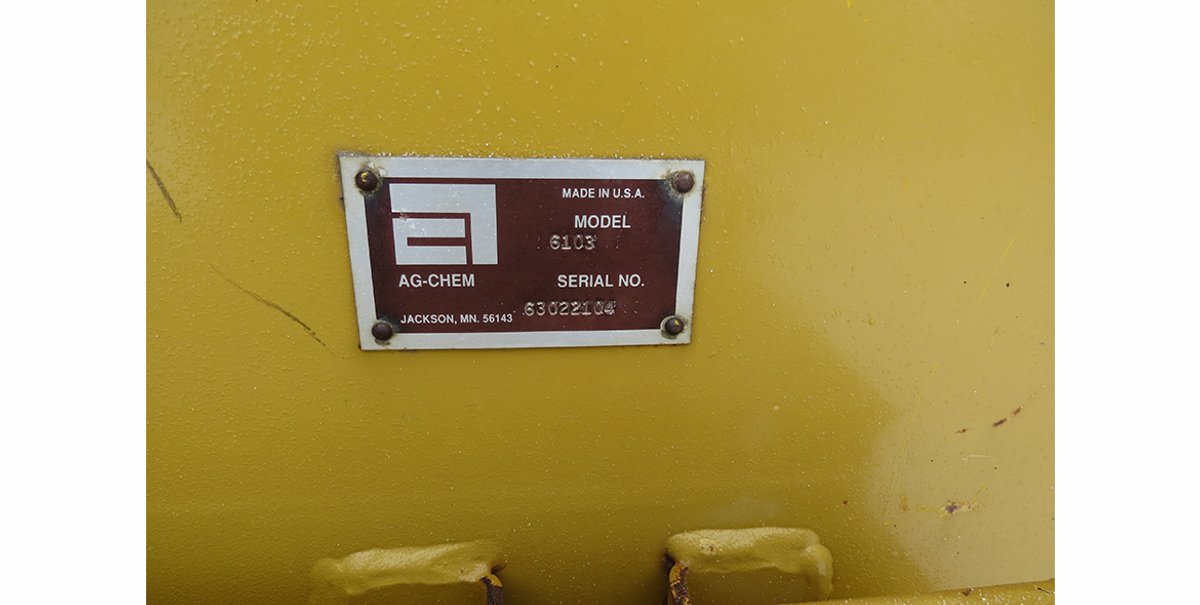 MADE IN U.S.A.
MODEL
6103
AG-CHEM
SERIAL NO.
63022104
JACKSON, MN. 56143